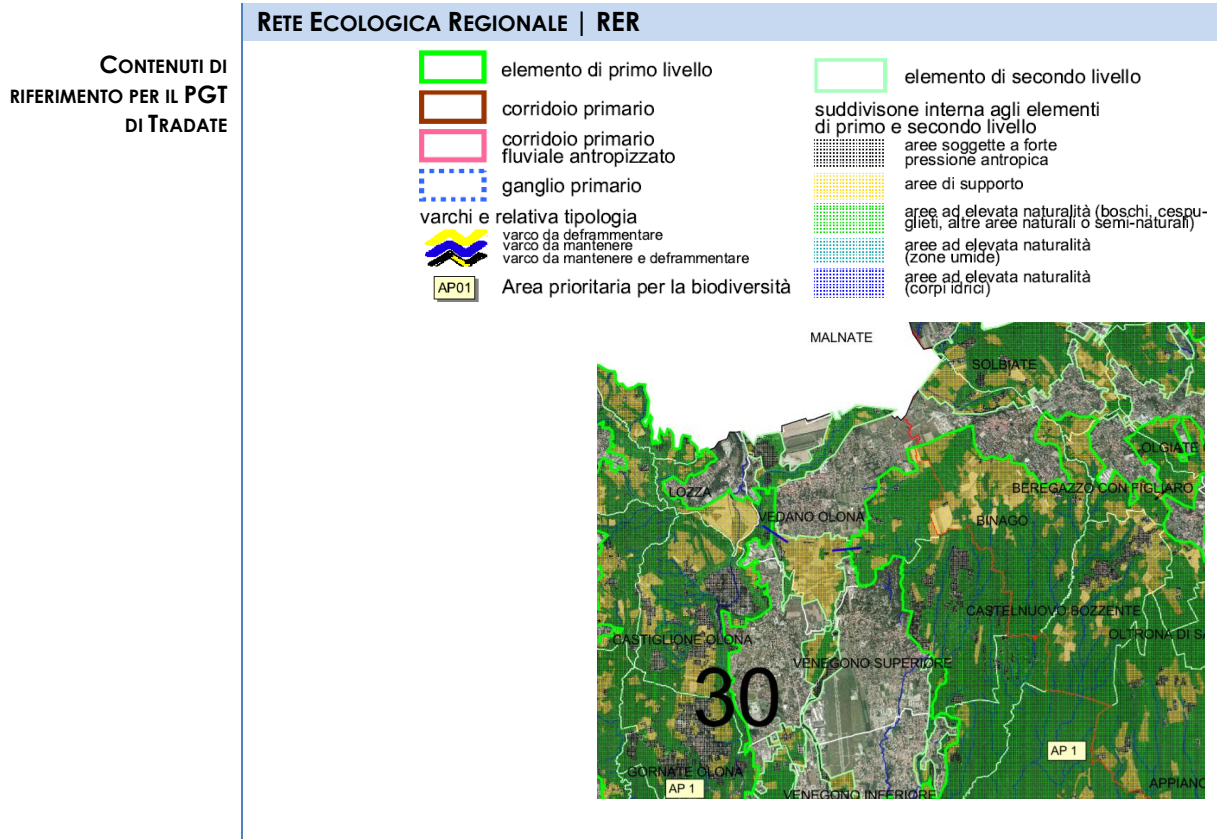 RETE ECOLOGICA REGIONALE | RER
CONTENUTI DI
RIFERIMENTO PER IL PGT
DI TRADATE
elemento di primo livello
corridoio primario
corridoio primario
fluviale antropizzato
ganglio primario
varchi e relativa tipologia
varco da deframmentare
varco da mantenere
varco da mantenere e deframmentare
AP01
Area prioritaria per la biodiversità
elemento di secondo livello
suddivisone interna agli elementi
di primo e secondo livello
aree soggette a forte
pressione antropica
aree di supporto
aree ad elevata naturalità (boschi, cespu-
glieti, altre aree naturali o semi-naturali)
aree ad elevata naturalità
(zone umide)
aree ad elevata naturalità
(corpi idrici)
MALNATE
SOLBIATE
OLGIATE
LOZZA
BEREGAZZO CON FIGLIARO
VEDANO OLONA
BINAGO
CASTELNUOVO BOZZENTE
CASTIGLIONE OLONA
OLTRONA DI SA
VENEGONO SUPERIORE
30
AP 1
GORNATE OLONA
AP 1
APPIANO
VENEGONO INFERIORE